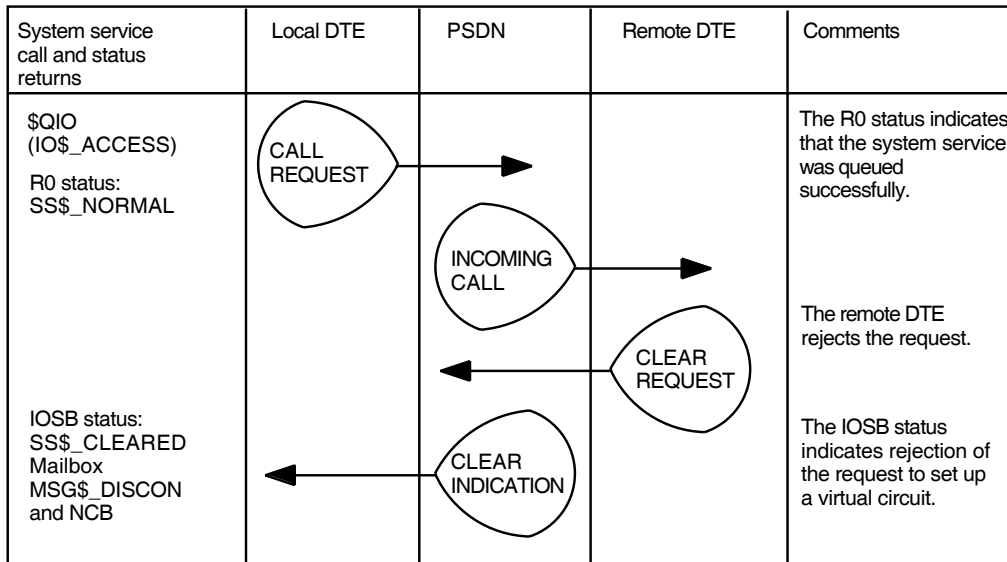 System service
call and status
returns
Local DTE
PSDN
Remote DTE
Comments
$QIO
(IO$_ACCESS)
R0 status:
SS$_NORMAL
CALL
REQUEST
The R0 status indicates
that the system service
was queued
successfully.
INCOMING
CALL
The remote DTE
rejects the request.
CLEAR
REQUEST
IOSB status:
SS$_CLEARED
Mailbox
MSG$_DISCON
and NCB
CLEAR
INDICATION
The IOSB status
indicates rejection of
the request to set up
a virtual circuit.